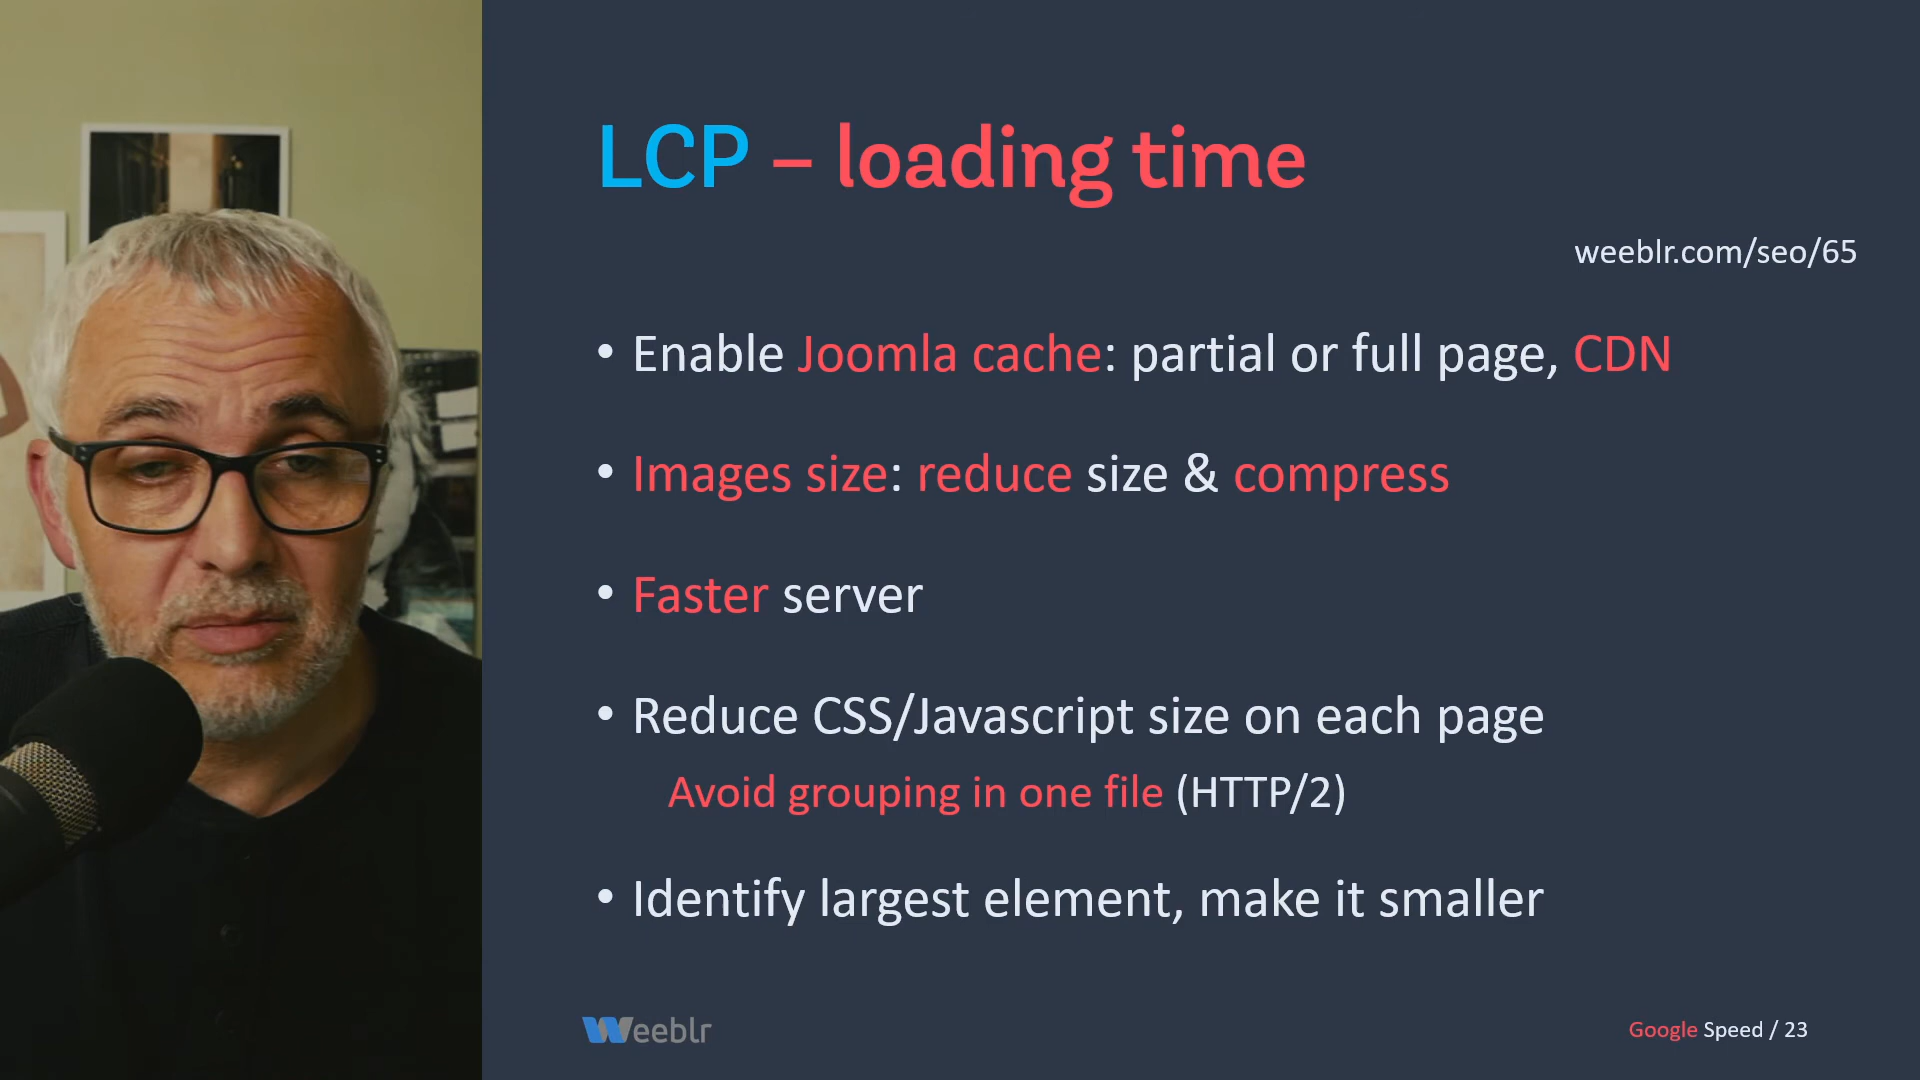 LCP – loading time
weeblr.com/seo/65
• Enable Joomla cache: partial or full page, CDN
• Images size: reduce size & compress
• Faster server
• Reduce CSS/Javascript size on each page
Avoid grouping in one file (HTTP/2)
• Identify largest element, make it smaller
Weeblr
Google Speed / 23